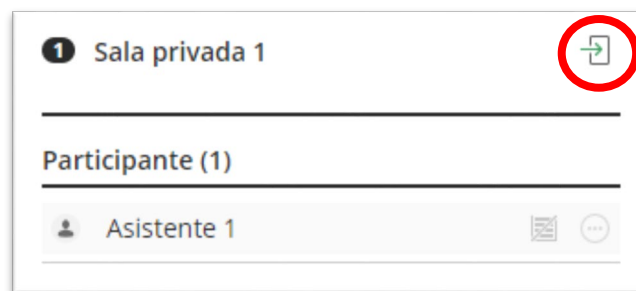 1 Sala privada 1
Participante (1)
Asistente 1